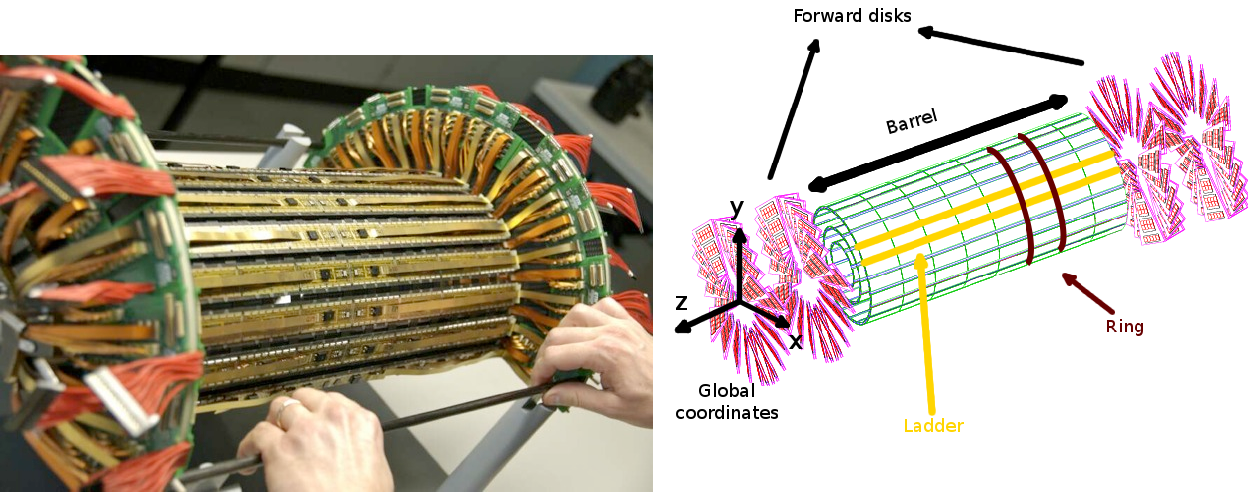 Forward disks
Barrel
y
Z
x
Ring
Global
coordinates
Ladder